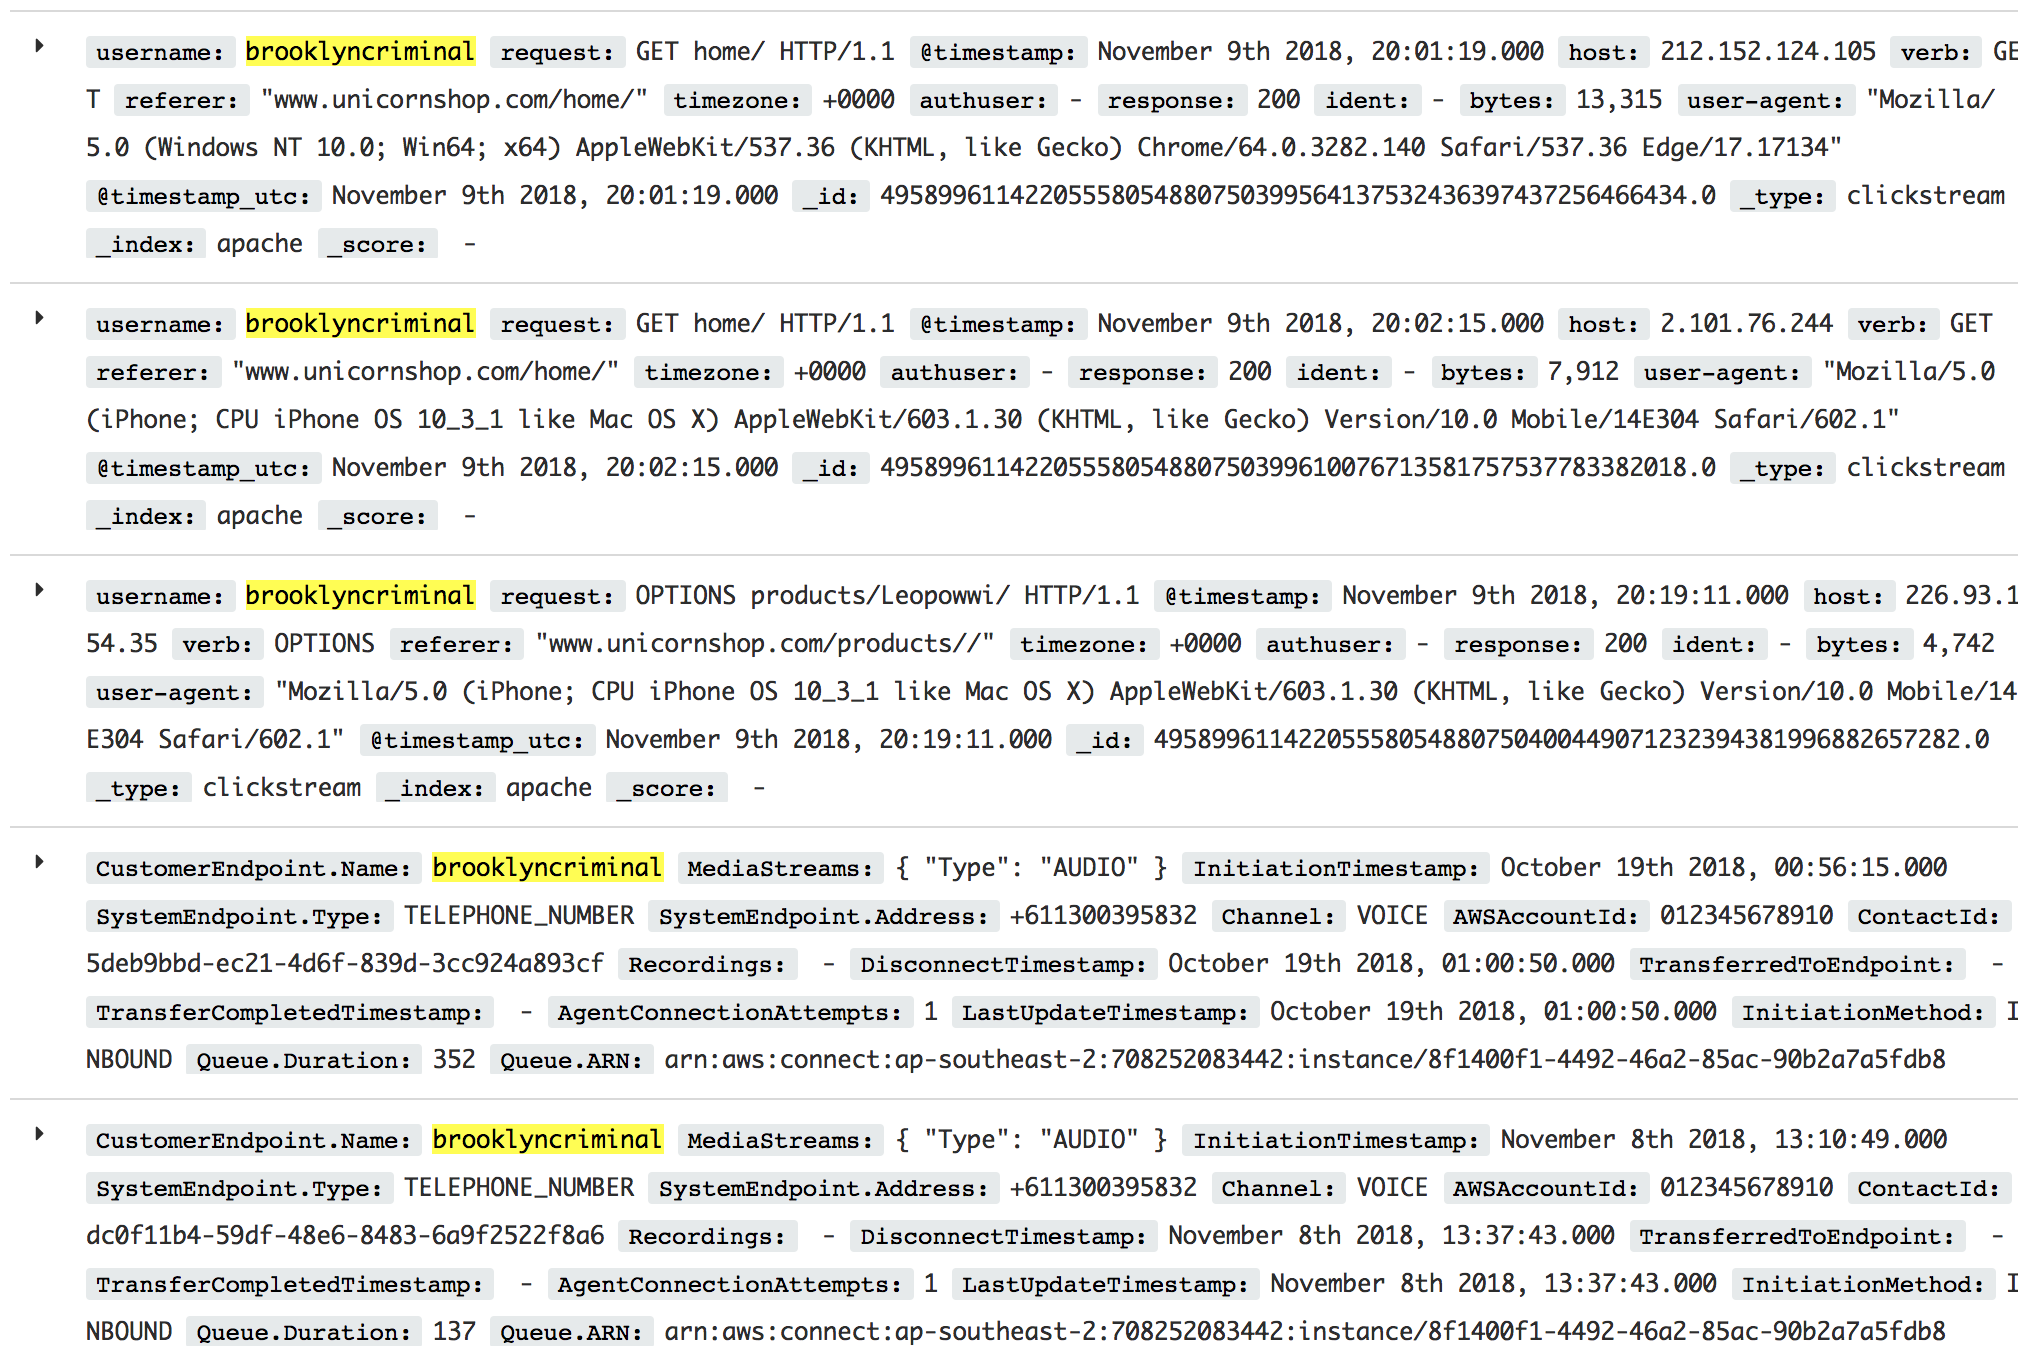 username: brooklyncriminal request: GET home/ HTTP/1.1 @timestamp: November 9th 2018, 20:01:19.000 host: 212.152.124.105 verb: GE
T referer: "www.unicornshop.com/home/" timezone: +0000 authuser: - response: 200 ident: - bytes: 13,315 user-agent: "Mozilla/
5.0 (Windows NT 10.0; Win64; x64) AppleWebKit/537.36 (KHTML, like Gecko) Chrome/64.0.3282.140 Safari/537.36 Edge/17.17134"
@timestamp_utc: November 9th 2018, 20:01:19.000 _id: 49589961142205558054880750399564137532436397437256466434.0 _type: clickstream
_index: apache _score: -
username: brooklyncriminal request: GET home/ HTTP/1.1 @timestamp: November 9th 2018, 20:02:15.000 host: 2.101.76.244 verb: GET
referer: "www.unicornshop.com/home/" timezone: +0000 authuser: - response: 200 ident: - bytes: 7,912 user-agent: "Mozilla/5.0
(iPhone; CPU iPhone OS 10_3_1 like Mac OS X) AppleWebKit/603.1.30 (KHTML, like Gecko) Version/10.0 Mobile/14E304 Safari/602.1"
@timestamp_utc: November 9th 2018, 20:02:15.000 _id: 49589961142205558054880750399610076713581757537783382018.0 _type: clickstream
_index: apache _score: -
username: brooklyncriminal request: OPTIONS products/Leopowwi/ HTTP/1.1 @timestamp: November 9th 2018, 20:19:11.000 host: 226.93.1
54.35 verb: OPTIONS referer: "www.unicornshop.com/products//" timezone: +0000 authuser: - response: 200 ident: - bytes: 4,742
user-agent: "Mozilla/5.0 (iPhone; CPU iPhone OS 10_3_1 like Mac OS X) AppleWebKit/603.1.30 (KHTML, like Gecko) Version/10.0 Mobile/14
E304 Safari/602.1" @timestamp_utc: November 9th 2018, 20:19:11.000 _id: 49589961142205558054880750400449071232394381996882657282.0
_type: clickstream _index: apache _score: -
CustomerEndpoint.Name: brooklyncriminal MediaStreams: { "Type": "AUDIO" } InitiationTimestamp: October 19th 2018, 00:56:15.000
SystemEndpoint.Type: TELEPHONE_NUMBER SystemEndpoint.Address: +611300395832 Channel: VOICE AWSAccountId: 012345678910 ContactId:
5deb9bbd-ec21-4d6f-839d-3cc924a893cf Recordings: - DisconnectTimestamp: October 19th 2018, 01:00:50.000 TransferredToEndpoint: -
TransferCompletedTimestamp: - AgentConnectionAttempts: 1 LastUpdateTimestamp: October 19th 2018, 01:00:50.000 InitiationMethod: I
NBOUND Queue.Duration: 352 Queue.ARN: arn:aws:connect:ap-southeast-2:708252083442:instance/8f1400f1-4492-46a2-85ac-90b2a7a5fdb8
CustomerEndpoint.Name: brooklyncriminal MediaStreams: { "Type": "AUDIO" } InitiationTimestamp: November 8th 2018, 13:10:49.000
SystemEndpoint.Type: TELEPHONE_NUMBER SystemEndpoint.Address: +611300395832 Channel: VOICE AWSAccountId: 012345678910 ContactId:
dc0f11b4-59df-48e6-8483-6a9f2522f8a6 Recordings: - DisconnectTimestamp: November 8th 2018, 13:37:43.000 TransferredToEndpoint: -
TransferCompletedTimestamp: - AgentConnectionAttempts: 1 LastUpdateTimestamp: November 8th 2018, 13:37:43.000 InitiationMethod: I
NBOUND Queue.Duration: 137 Queue.ARN: arn:aws:connect:ap-southeast-2:708252083442:instance/8f1400f1-4492-46a2-85ac-90b2a7a5fdb8